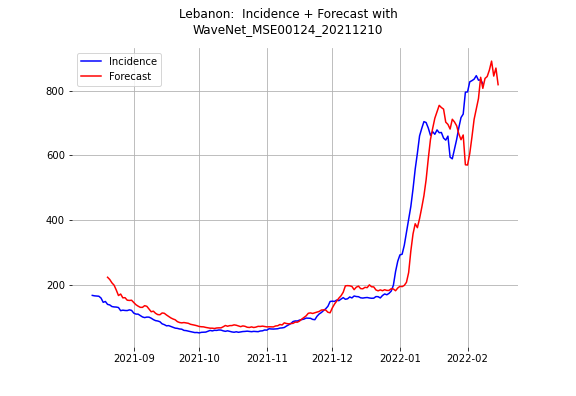 Lebanon:  Incidence + Forecast with
WaveNet_MSE00124_20211210
Incidence
Forecast
800
600
400
200
2021-09 2021-10 2021-11 2021-12 2022-01 2022-02